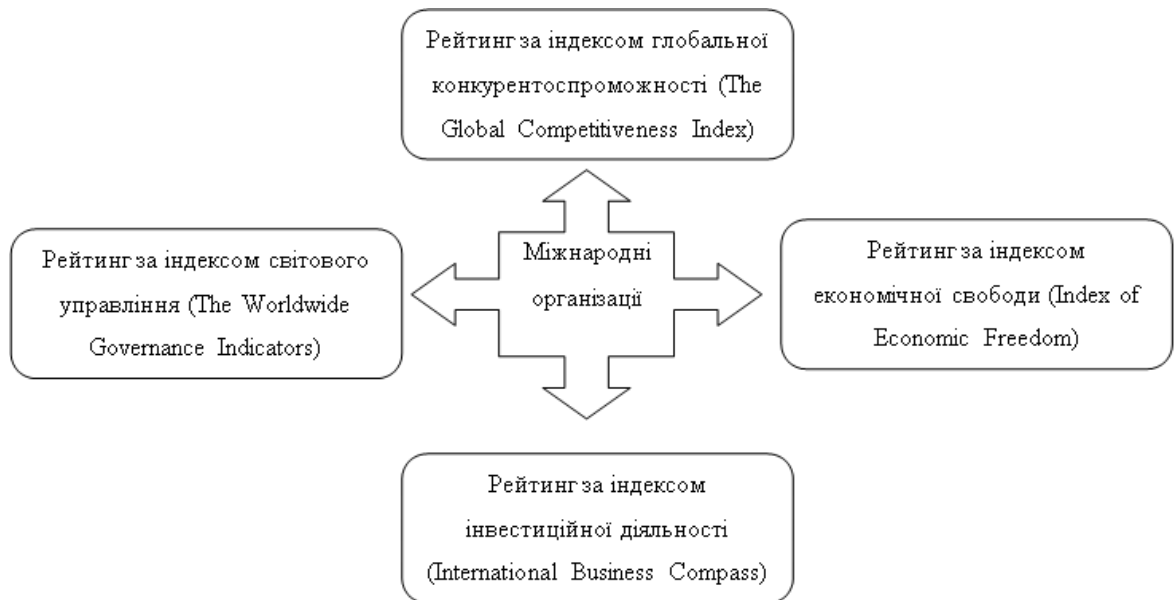 Рейтинг за індексом глобальної
конкурентоспроможності (The
Global Competitiveness Index)
Рейтинг за індексом світового
управління (The Worldwide
Governance Indicators)
Міжнародні
організації
Рейтинг за індексом
економічної свободи (Index of
Economic Freedom)
Рейтинг за індексом
інвестиційної діяльності
(International Business Compass)